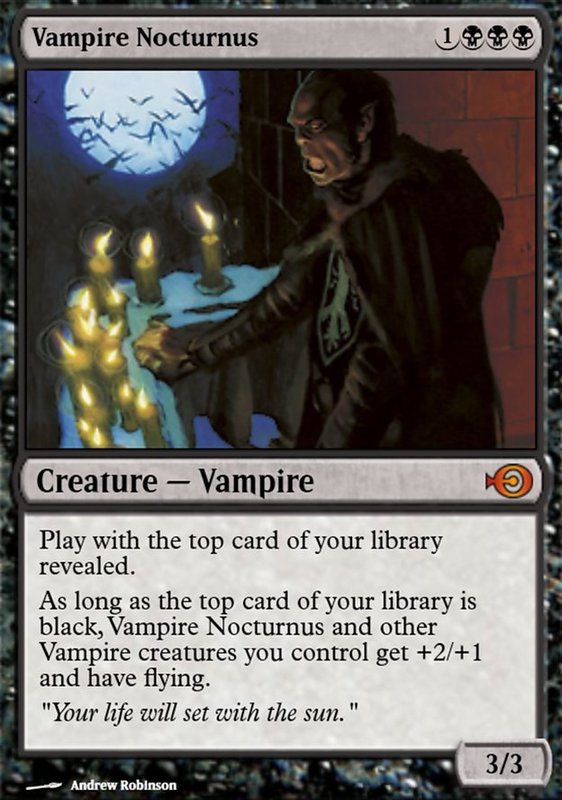 Vampire Nocturnus 1
Creature — Vampire
Play with the top card of your library
revealed.
As long as the top card of your library is
black, Vampire Nocturnus and other
Vampire creatures you control get +2/+1
and have flying.
"Your life will set with the sun."
3/3
Andrew Robinson